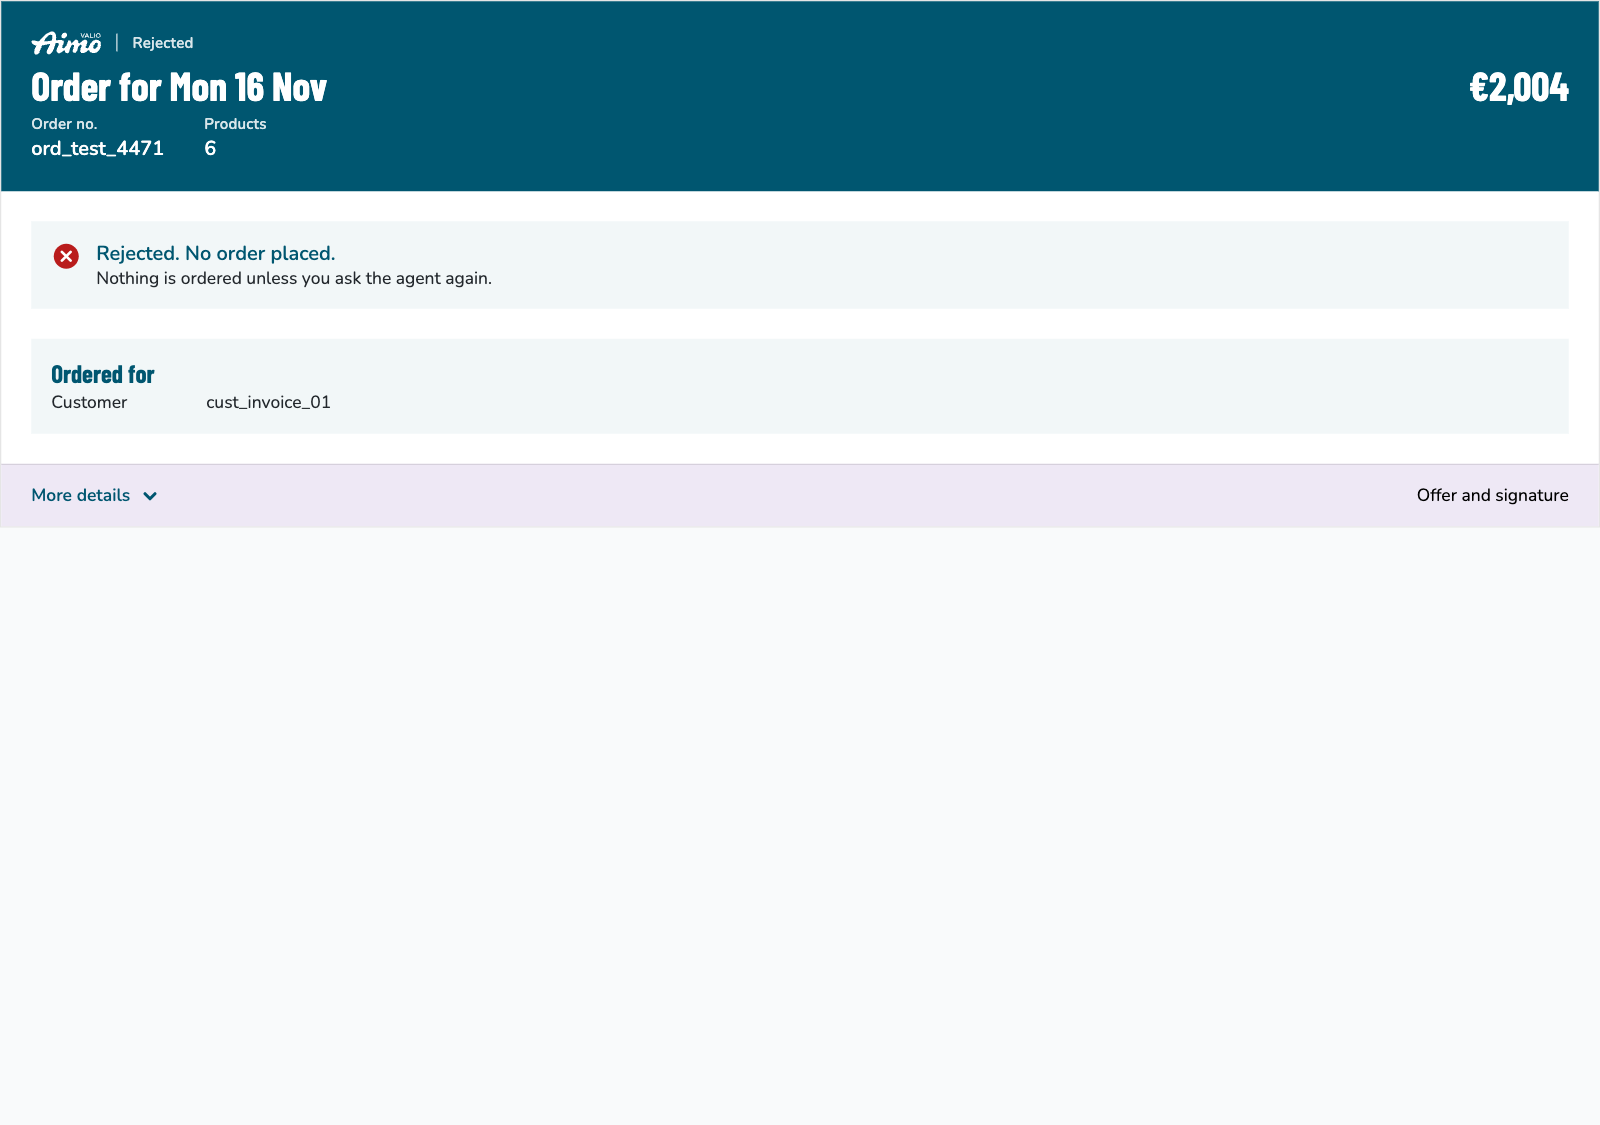 Aimo VALIO Rejected
Order for Mon 16 Nov €2,004
Order no. Products
ord_test_4471 6
Rejected. No order placed.
Nothing is ordered unless you ask the agent again.
Ordered for
Customer cust_invoice_01
More details Offer and signature